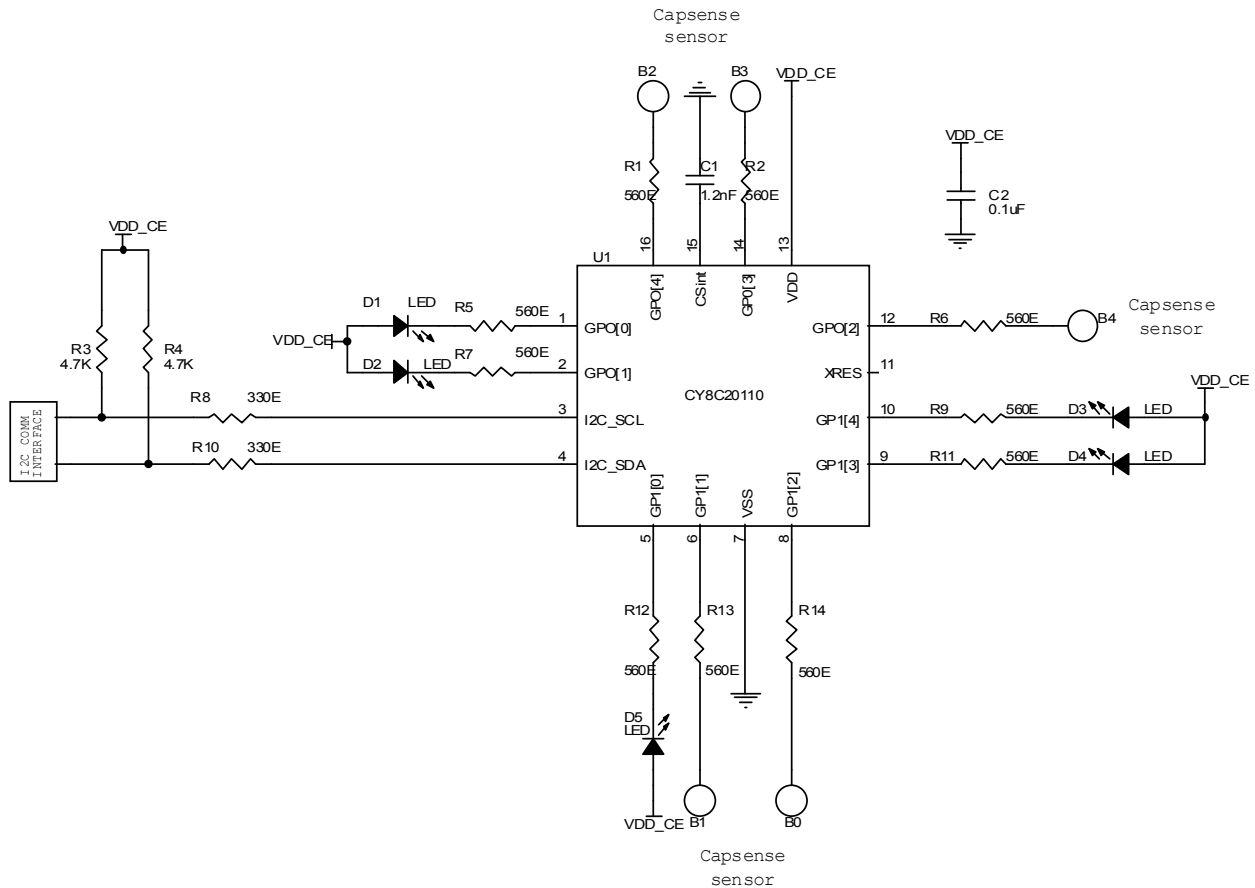 Capsense
sensor
B2
B3
VDD_CE
R1
560E
C1
1.2nF
R2
560E
VDD_CE
C2
0.1uF
VDD_CE
R3
4.7K
R4
4.7K
16
15
14
13
U1
GPO[4]
CSint
GP0[3]
VDD
D1
LED
R5
560E
1
GPO[0]
VDD_CE
D2
LED
R7
560E
2
GPO[1]
GPO[2]
12
R6
560E
B4
Capsense
sensor
XRES
11
CY8C20110
VDD_CE
I2C COMM
INTERFACE
R8
330E
3
I2C_SCL
GP1[4]
10
R9
560E
D3
LED
R10
330E
4
I2C_SDA
GP1[3]
9
R11
560E
D4
LED
GP1[0]
GP1[1]
VSS
GP1[2]
5
6
7
8
R12
560E
R13
560E
R14
560E
D5
LED
VDD_CE
B1
B0
Capsense
sensor